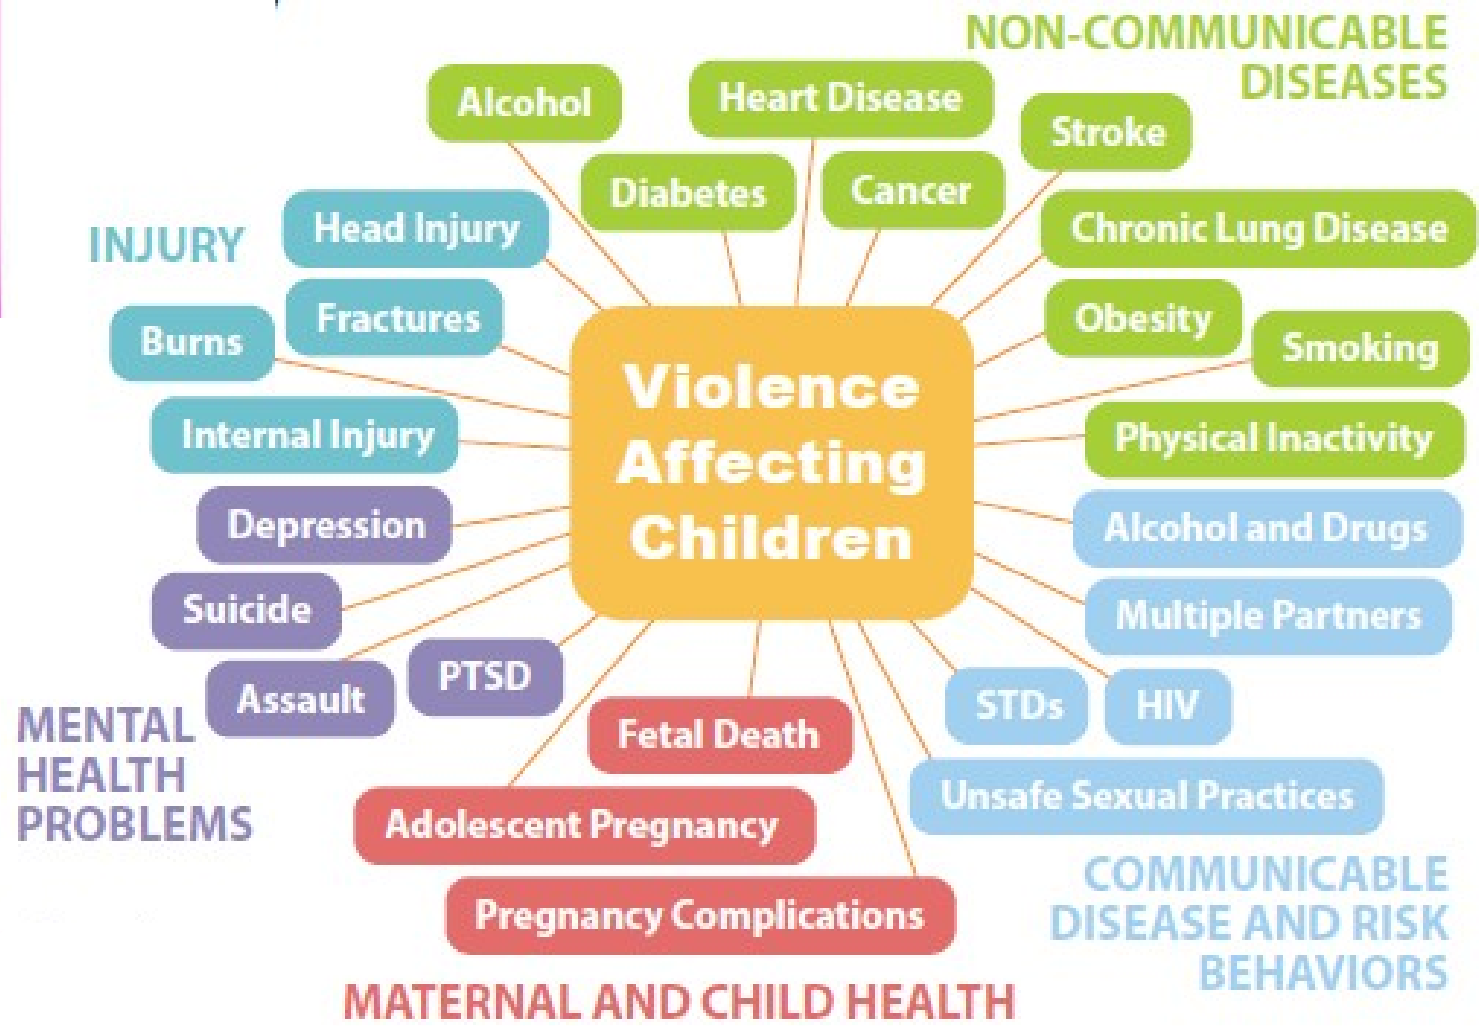 NON-COMMUNICABLE
DISEASES
Alcohol
Heart Disease
Stroke
Diabetes
Cancer
Chronic Lung Disease
Obesity
Smoking
Physical Inactivity
INJURY
Head Injury
Fractures
Burns
Internal Injury
Violence
Affecting
Children
Depression
Suicide
Assault
PTSD
MENTAL
HEALTH
PROBLEMS
Alcohol and Drugs
Multiple Partners
STDs
HIV
Unsafe Sexual Practices
COMMUNICABLE
DISEASE AND RISK
BEHAVIORS
Fetal Death
Adolescent Pregnancy
Pregnancy Complications
MATERNAL AND CHILD HEALTH